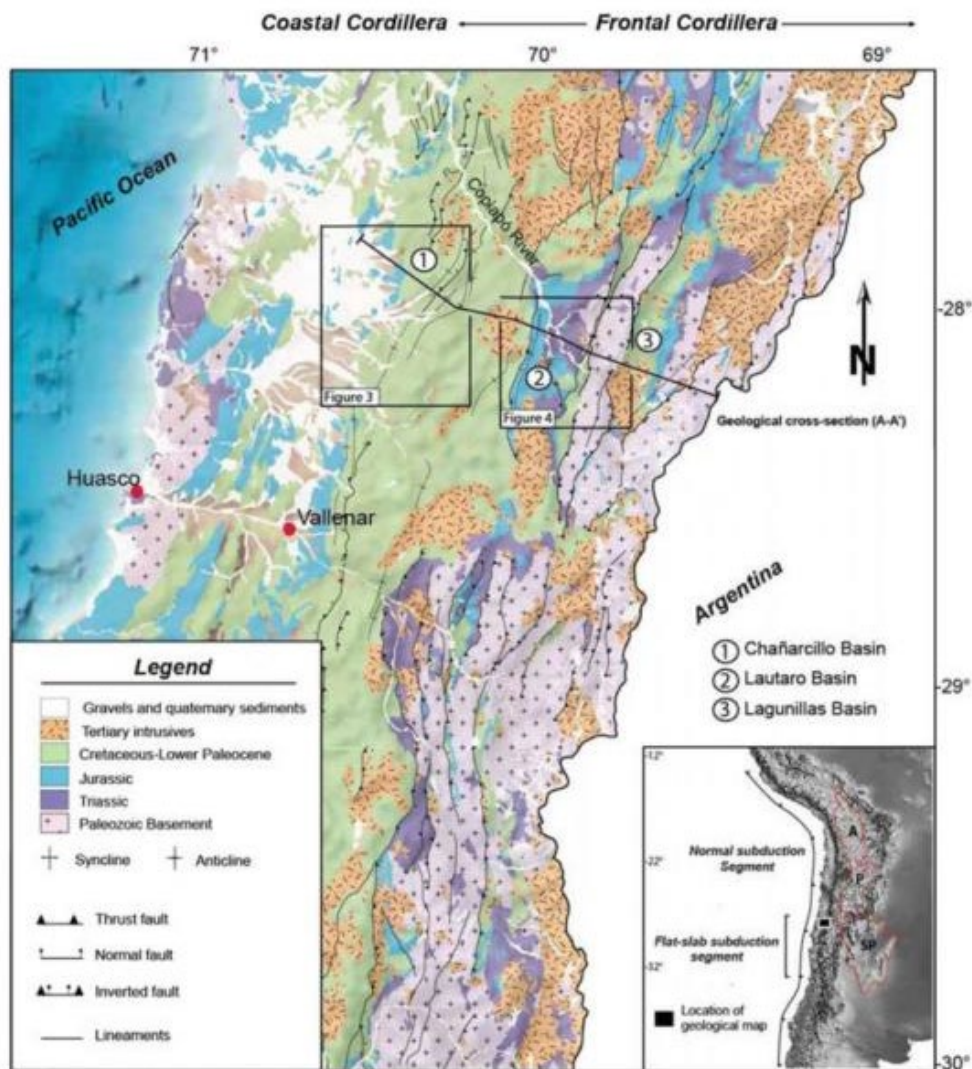 Coastal Cordillera
Frontal Cordillera
71°
70°
69°
Pacific Ocean
Copiapó River
1
-28°
3
N
2
Figure 3
Figure 4
Geological cross-section (A-A')
Huasco
Vallenar
Argentina
1 Chañarcillo Basin
2 Lautaro Basin
3 Lagunillas Basin
-29°
Legend
Gravels and quaternary sediments
Tertiary intrusives
Cretaceous-Lower Paleocene
Jurassic
Triassic
Paleozoic Basement
Syncline
Anticline
Thrust fault
Normal fault
Inverted fault
Lineaments
-12°
A
Normal subduction
Segment
-22°
P
Flat-slab subduction
segment
SP
-32°
Location of
geological map
-30°